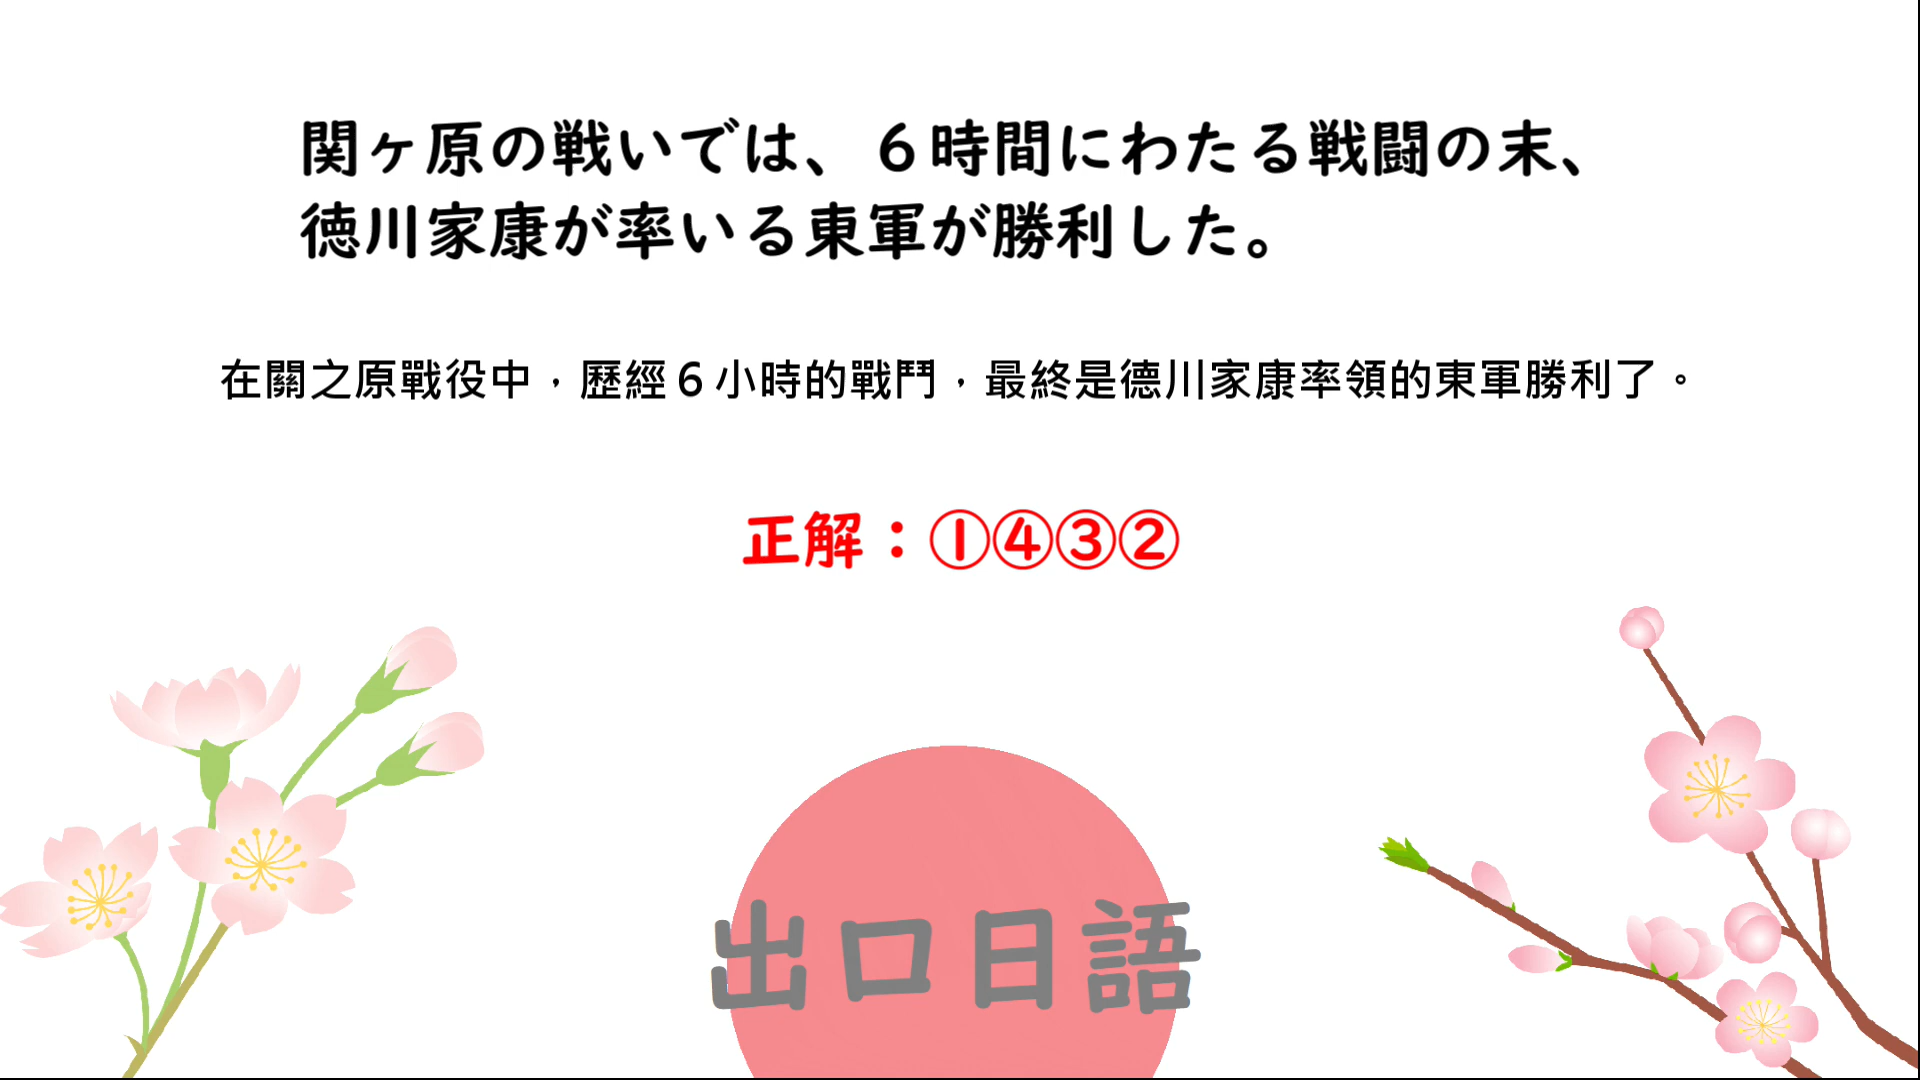 関ヶ原の戦いでは、６時間にわたる戦闘の末、
徳川家康が率いる東軍が勝利した。
在關之原戰役中，歷經６小時的戰鬥，最終是德川家康率領的東軍勝利了。
正解：①④③②
出口日語